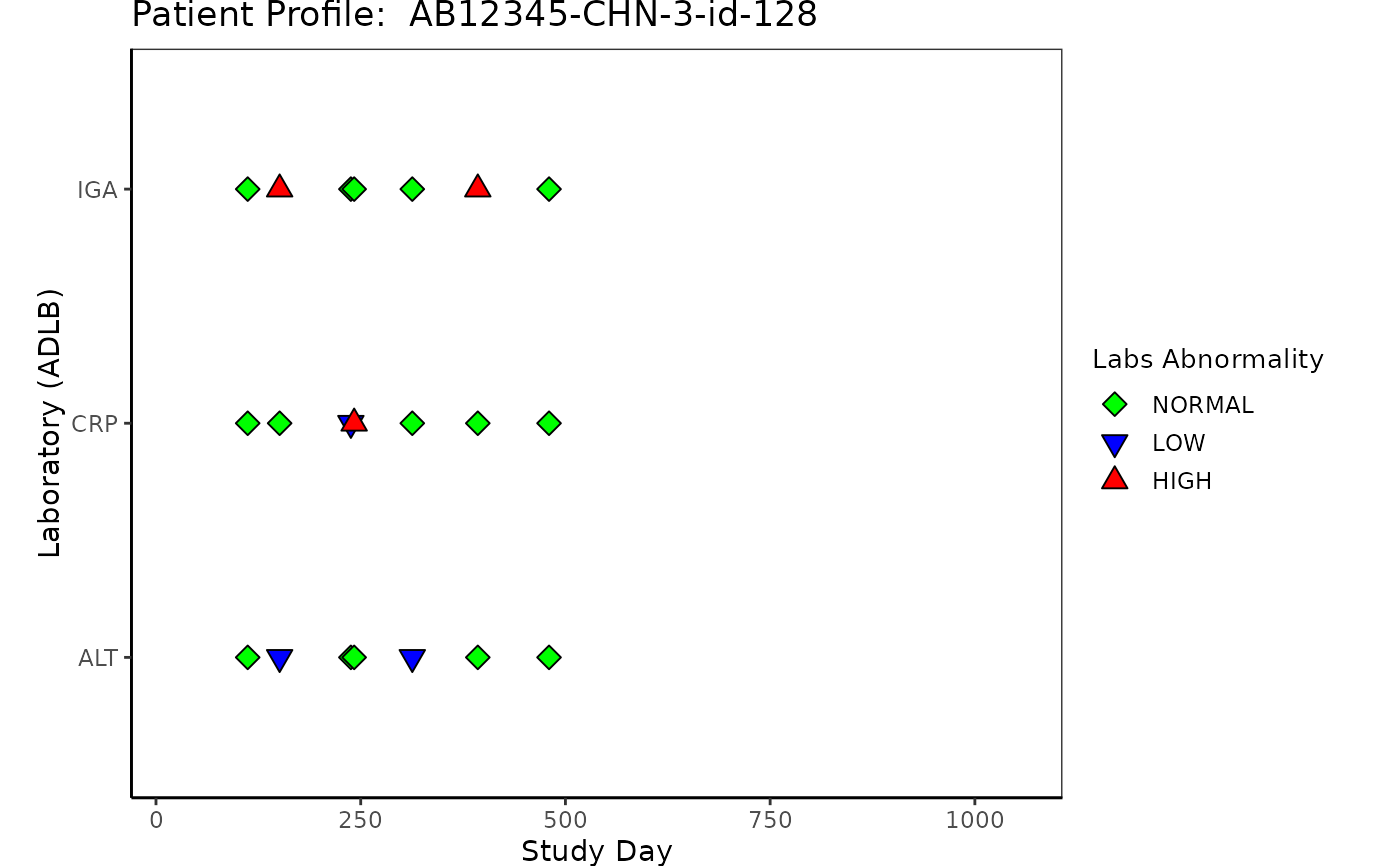 Patient Profile:  AB12345-CHN-3-id-128
IGA
CRP
ALT
Laboratory (ADLB)
0 250 500 750 1000
Study Day
Labs Abnormality
NORMAL
LOW
HIGH